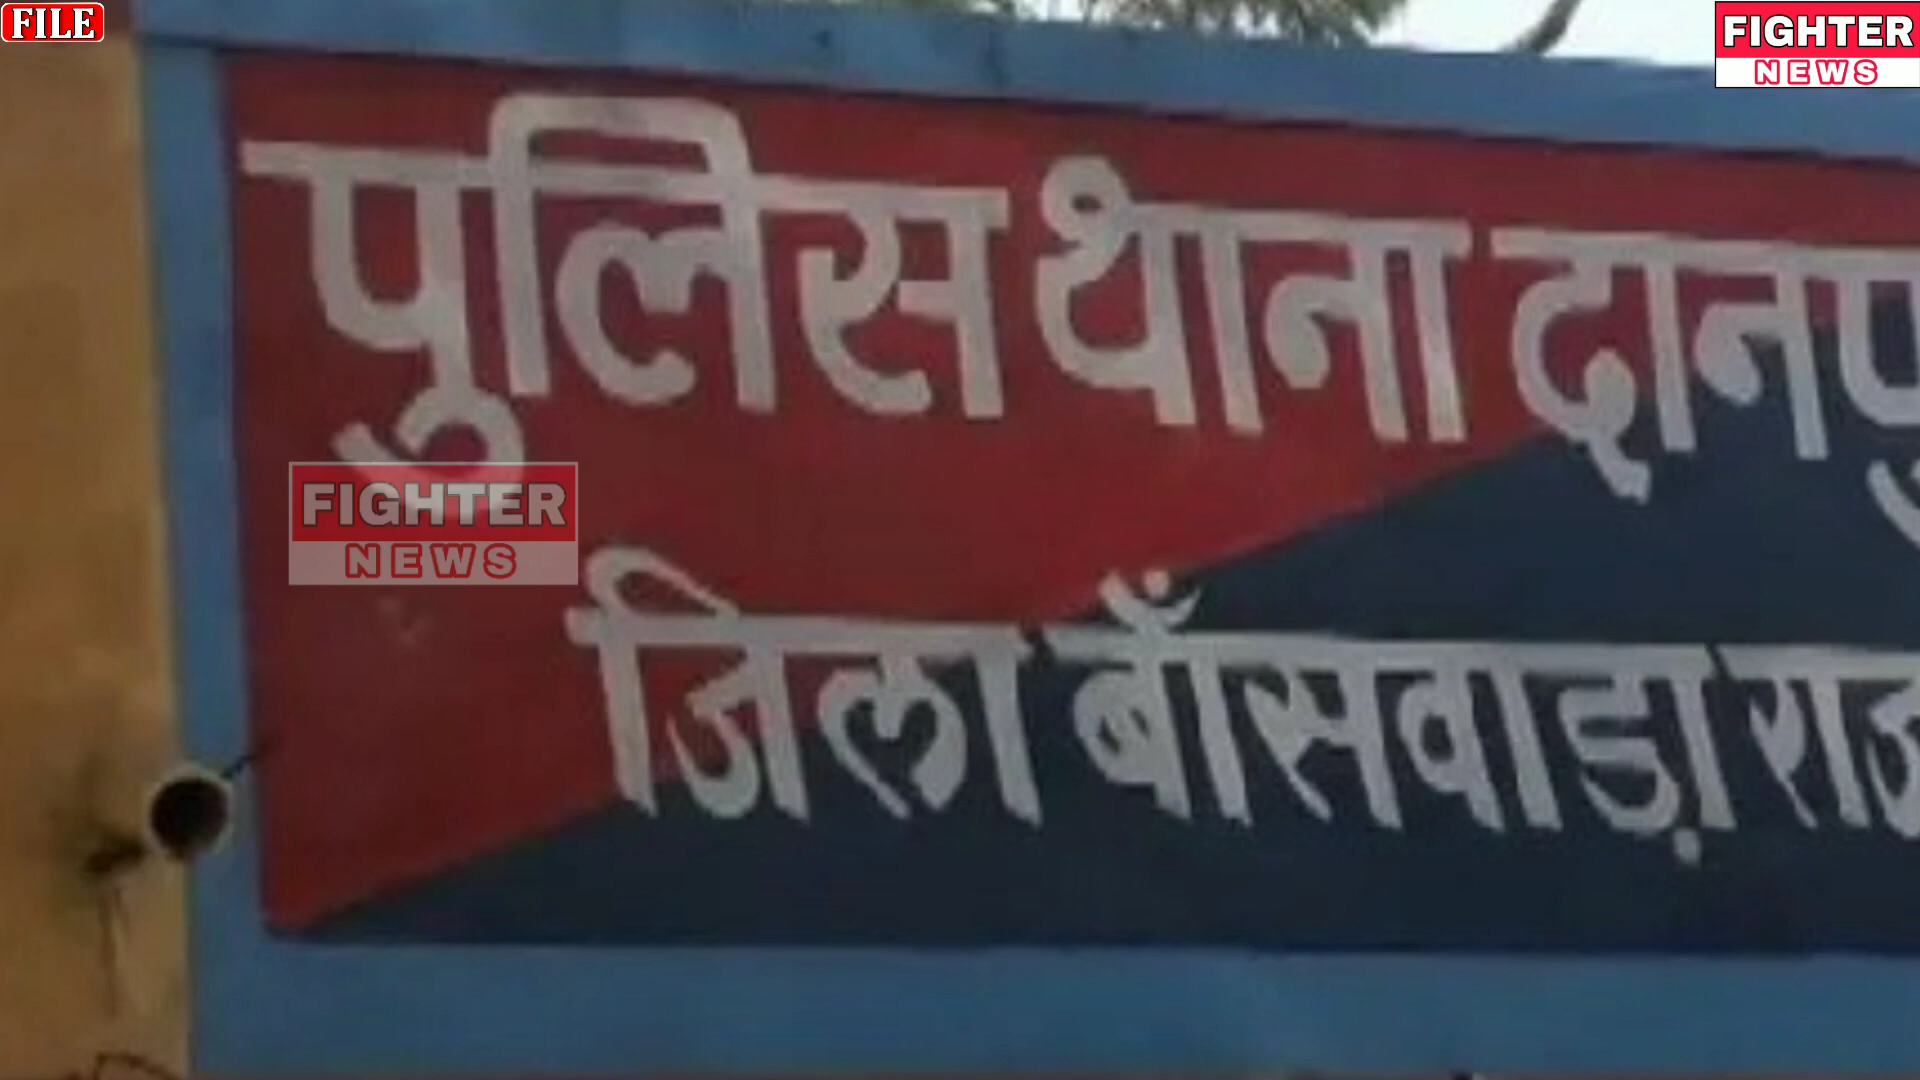 FILE
FIGHTER
NEWS
पुलिस थाना दानपु
FIGHTER
NEWS
जिला बाँसवाड़ा राज